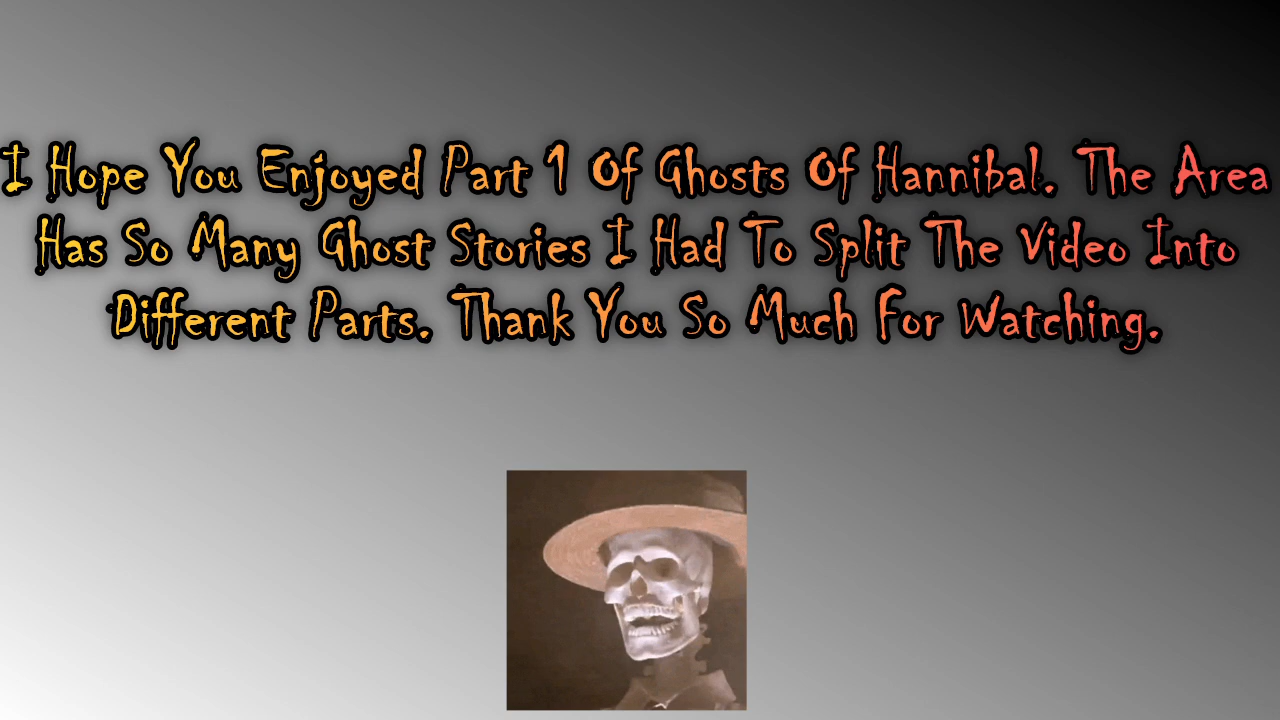 I Hope You Enjoyed Part 1 Of Ghosts Of Hannibal. The Area
Has So Many Ghost Stories I Had To Split The Video Into
Different Parts. Thank You So Much For Watching.